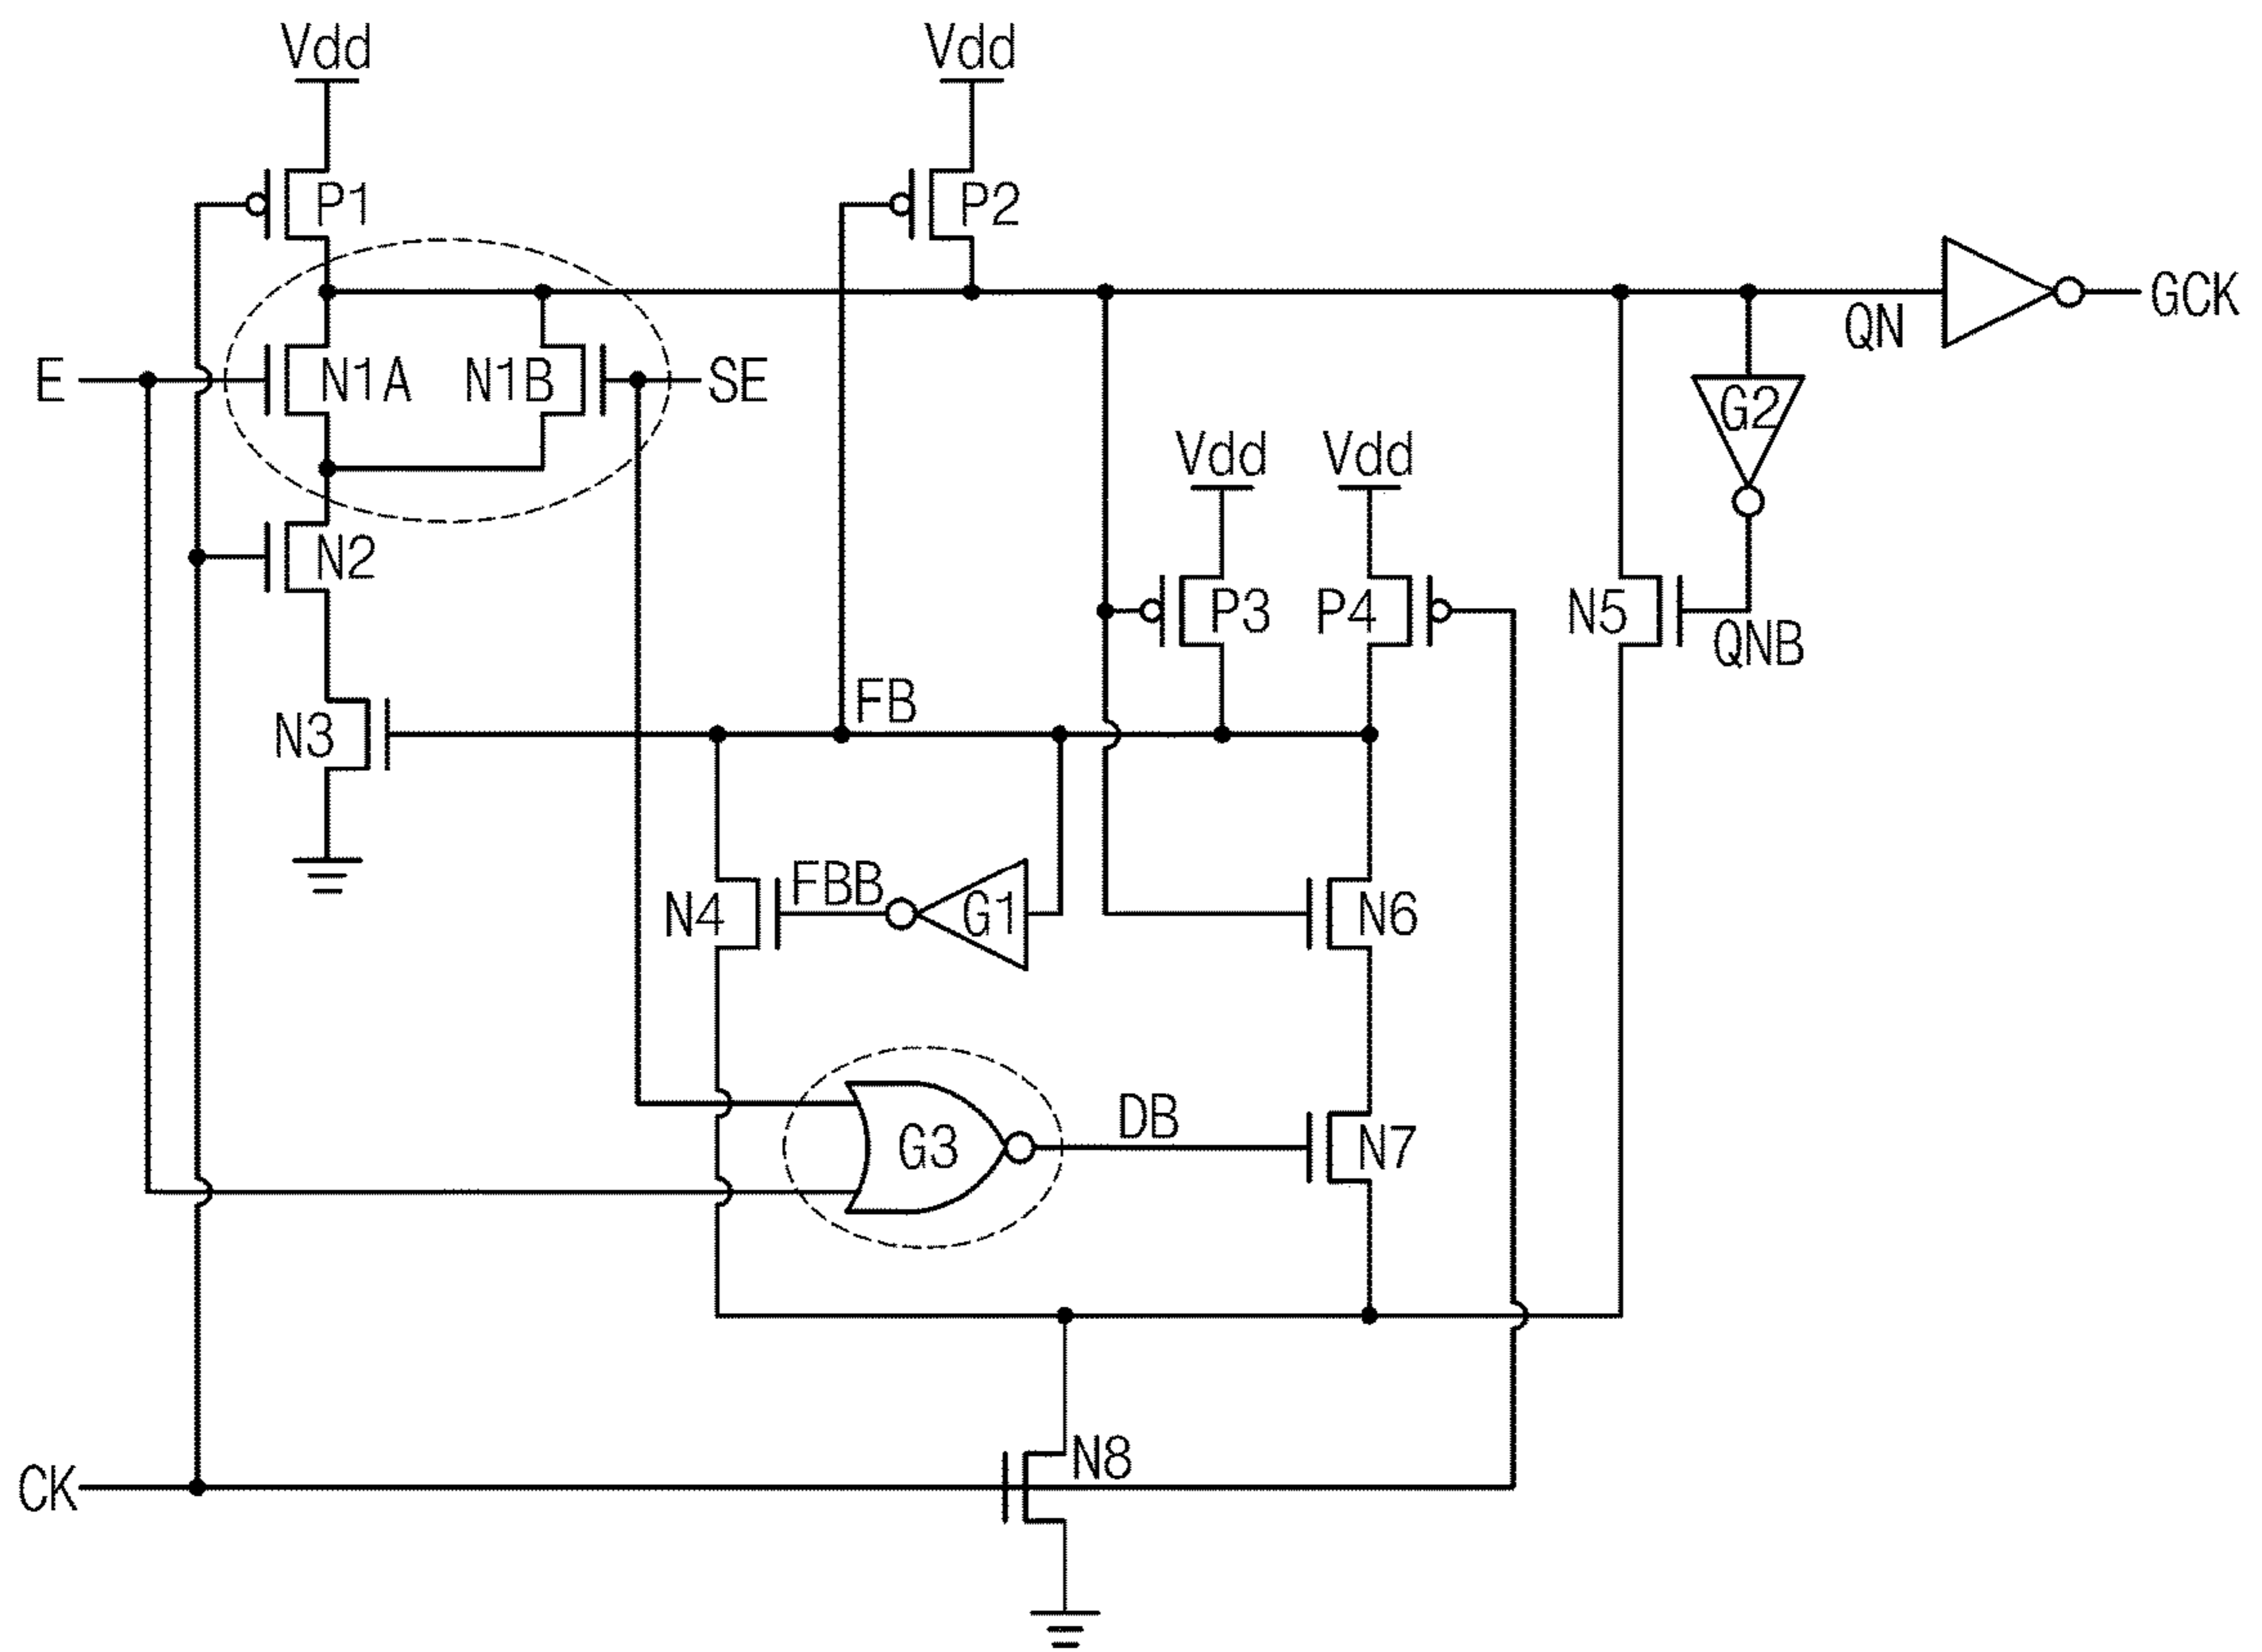 Vdd Vdd
P1 P2
GCK
QN
E N1A N1B SE
G2
Vdd Vdd
N2
P3 P4 N5
QNB
FB
N3
FBB
N4 G1 N6
DB
G3 N7
N8
CK